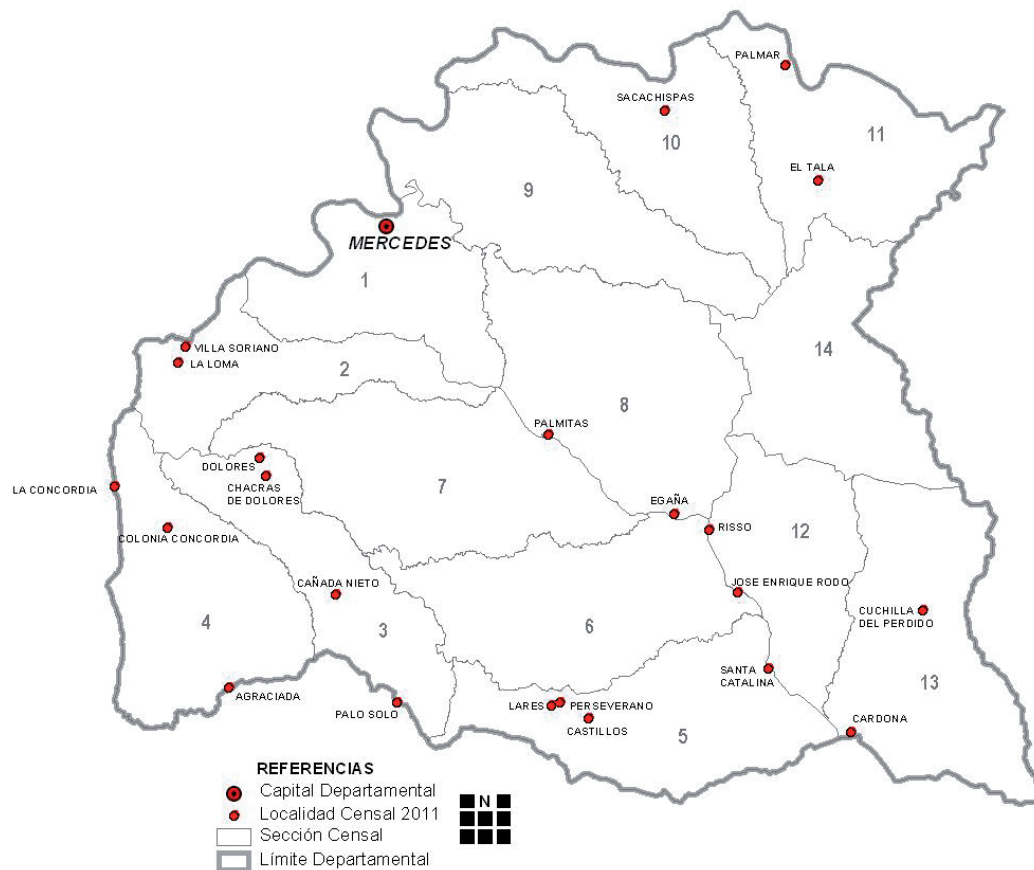 PALMAR
SACACHISPAS
10
11
EL TALA
9
MERCEDES
1
14
VILLA SORIANO
LA LOMA
2
8
PALMITAS
DOLORES
CHACRAS
DE DOLORES
7
LA CONCORDIA
EGAÑA
RISSO
12
COLONIA CONCORDIA
CAÑADA NIETO
JOSE ENRIQUE RODO
CUCHILLA
DEL PERDIDO
4
3
6
SANTA
CATALINA
13
AGRACIADA
PALO SOLO
LARES
PERSEVERANO
CASTILLOS
5
CARDONA
REFERENCIAS
Capital Departamental
Localidad Censal 2011
Sección Censal
Límite Departamental
N